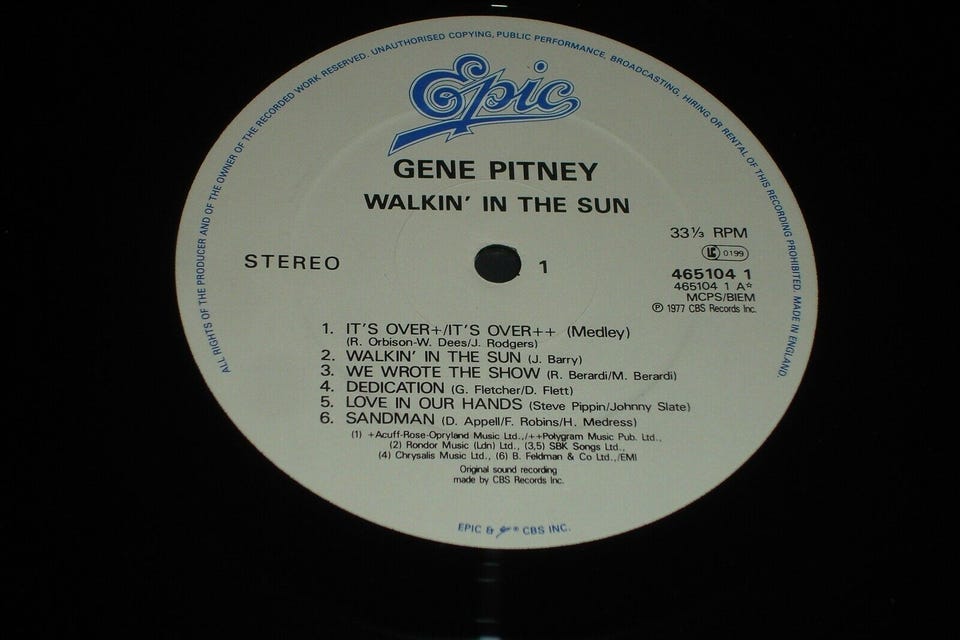 ALL RIGHTS OF THE PRODUCER AND OF THE OWNER OF THE RECORDED WORK RESERVED. UNAUTHORISED COPYING, PUBLIC PERFORMANCE, BROADCASTING, HIRING OR RENTAL OF THIS RECORDING PROHIBITED. MADE IN ENGLAND.
Epic
GENE PITNEY
WALKIN' IN THE SUN
33⅓ RPM
LC 0199
STEREO
1
465104 1
465104 1 A☆
MCPS/BIEM
Ⓟ 1977 CBS Records Inc.
1. IT'S OVER+/IT'S OVER++ (Medley)
(R. Orbison-W. Dees/J. Rodgers)
2. WALKIN' IN THE SUN (J. Barry)
3. WE WROTE THE SHOW (R. Berardi/M. Berardi)
4. DEDICATION (G. Fletcher/D. Flett)
5. LOVE IN OUR HANDS (Steve Pippin/Johnny Slate)
6. SANDMAN (D. Appell/F. Robins/H. Medress)
(1) +Acuff-Rose-Opryland Music Ltd.,/++Polygram Music Pub. Ltd.,
(2) Rondor Music (Ldn) Ltd., (3,5) SBK Songs Ltd.,
(4) Chrysalis Music Ltd., (6) B. Feldman & Co Ltd.,/EMI
Original sound recording
made by CBS Records Inc.
EPIC & ® CBS INC.